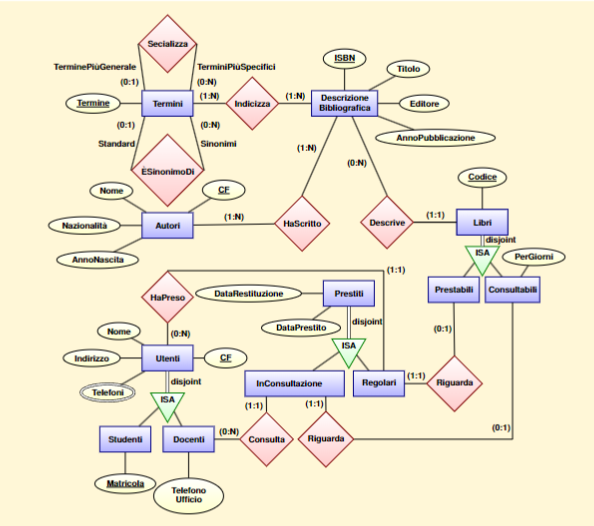 Secializza
TerminePiùGenerale
TerminiPiùSpecifici
(0:1)
(0:N)
ISBN
Titolo
Termine
Termini
(1:N)
Indicizza
(1:N)
Descrizione
Bibliografica
Editore
(0:1)
(0:N)
AnnoPubblicazione
Standard
Sinonimi
(1:N)
(0:N)
ÈSinonimoDi
Codice
Nome
CF
Nazionalità
Autori
(1:N)
HaScritto
Descrive
(1:1)
Libri
disjoint
AnnoNascita
ISA
PerGiorni
(1:1)
HaPreso
DataRestituzione
Prestiti
Prestabili
Consultabili
disjoint
DataPrestito
Nome
(0:N)
(0:1)
ISA
Indirizzo
Utenti
CF
Telefoni
disjoint
InConsultazione
Regolari
(1:1)
Riguarda
ISA
(1:1)
(1:1)
Studenti
Docenti
(0:N)
Consulta
Riguarda
(0:1)
Matricola
Telefono
Ufficio